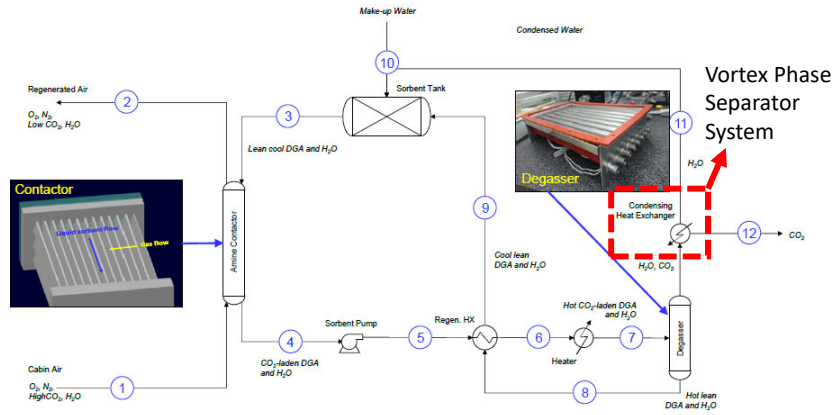 Make-up Water
Condensed Water
10
Sorbent Tank
Regenerated Air
2
O₂, N₂,
Low CO₂, H₂O
3
Lean cool DGA and H₂O
Vortex Phase
Separator
System
11
H₂O
Degasser
Contactor
Liquid sorbent flow
Gas flow
Amine Contactor
9
Condensing
Heat Exchanger
12
CO₂
H₂O, CO₂
Cool lean
DGA and H₂O
Hot CO₂-laden DGA
and H₂O
Sorbent Pump
Regen. HX
4
5
6
7
Heater
Degasser
CO₂-laden DGA
and H₂O
Cabin Air
1
O₂, N₂,
HighCO₂, H₂O
8
Hot lean
DGA and H₂O